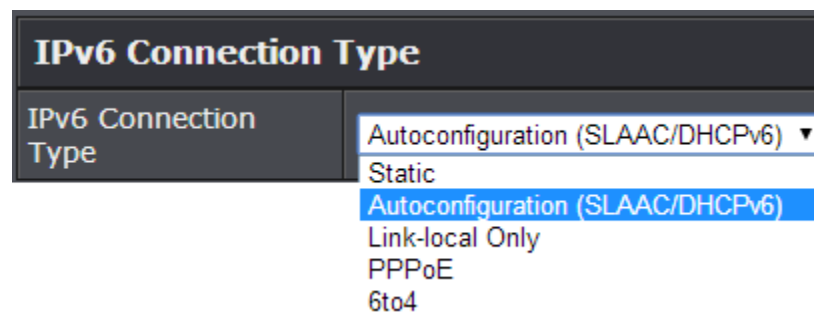 IPv6 Connection Type
IPv6 Connection
Type
Autoconfiguration (SLAAC/DHCPv6)
Static
Autoconfiguration (SLAAC/DHCPv6)
Link-local Only
PPPoE
6to4